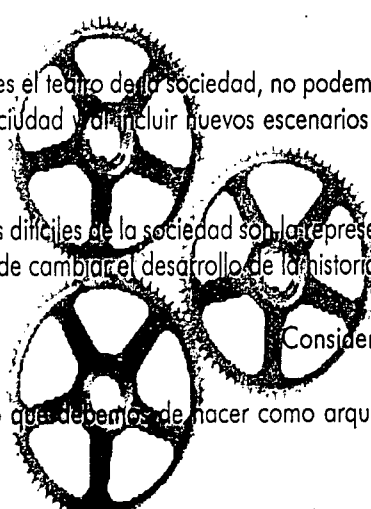 es el teatro de la sociedad, no podem
ciudad y al incluir nuevos escenarios
s difíciles de la sociedad son la represe
de cambiar el desarrollo de la historia
Consider
que debemos de hacer como arqu